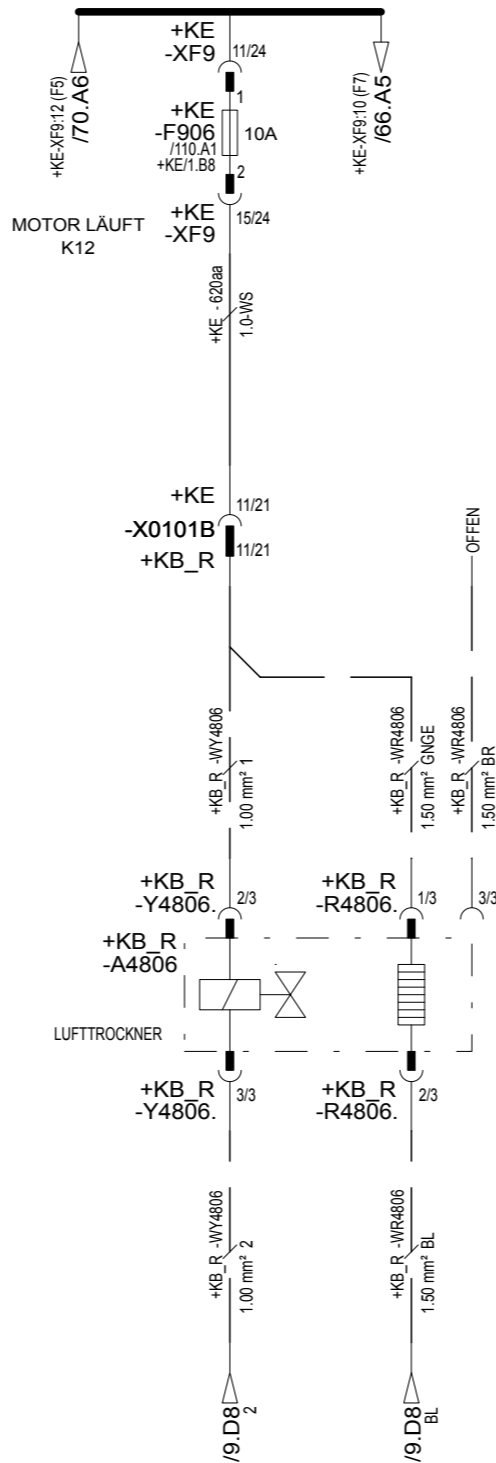 +KE-XF9:12 (F5)
/70.A6
+KE
-XF9
11/24
+KE-XF9:10 (F7)
/66.A5
1
+KE
-F906
/110.A1
+KE/1.B8
10A
2
+KE
-XF9
15/24
MOTOR LÄUFT
K12
+KE - 620aa
1.0-WS
+KE
11/21
-X0101B
+KB_R
11/21
OFFEN
+KB_R -WY4806
1.00 mm² 1
+KB_R -WR4806
1.50 mm² GNGE
+KB_R -WR4806
1.50 mm² BR
+KB_R
-Y4806.
2/3
+KB_R
-R4806.
1/3
3/3
+KB_R
-A4806
LUFTTROCKNER
+KB_R
-Y4806.
3/3
+KB_R
-R4806.
2/3
+KB_R -WY4806
1.00 mm² 2
+KB_R -WR4806
1.50 mm² BL
/9.D8
2
/9.D8
BL